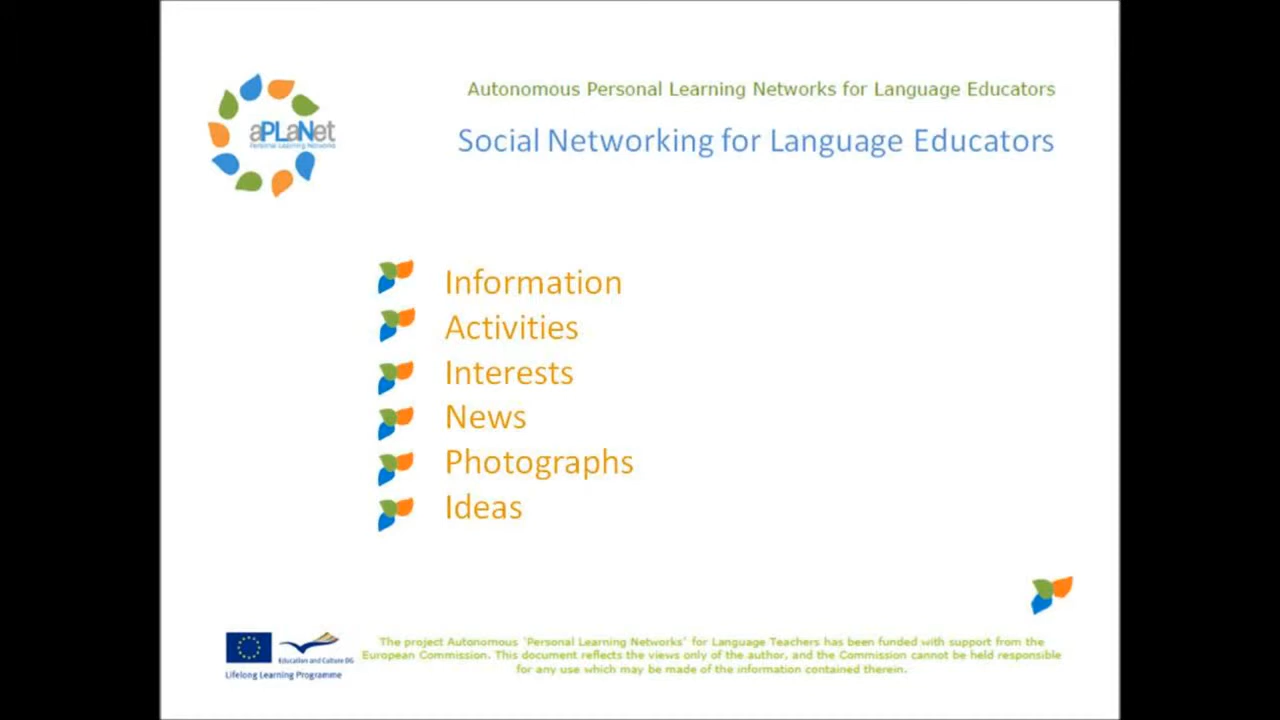 Autonomous Personal Learning Networks for Language Educators
aPLaNet
Personal Learning Networks
Social Networking for Language Educators
Information
Activities
Interests
News
Photographs
Ideas
Education and Culture DG
Lifelong Learning Programme
The project Autonomous 'Personal Learning Networks' for Language Teachers has been funded with support from the
European Commission. This document reflects the views only of the author, and the Commission cannot be held responsible
for any use which may be made of the information contained therein.